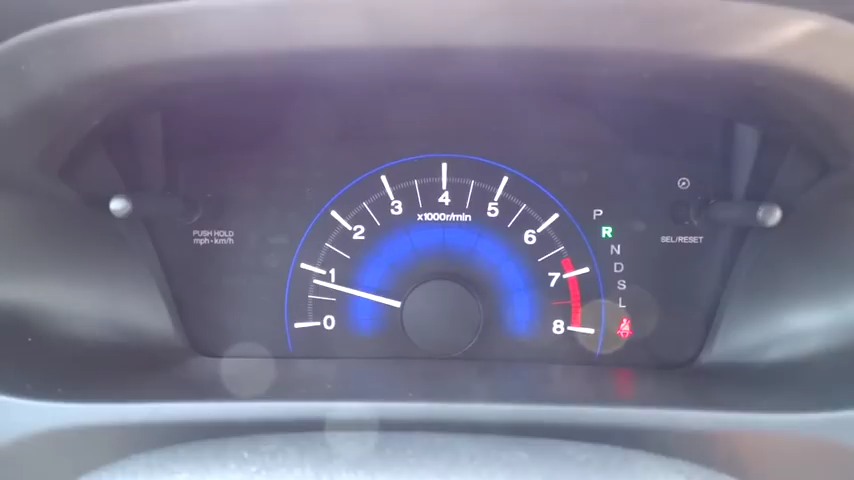 PUSH HOLD
mph - km/h
0
1
2
3
4
5
6
7
8
x1000r/min
P
R
N
D
S
L
SEL/RESET